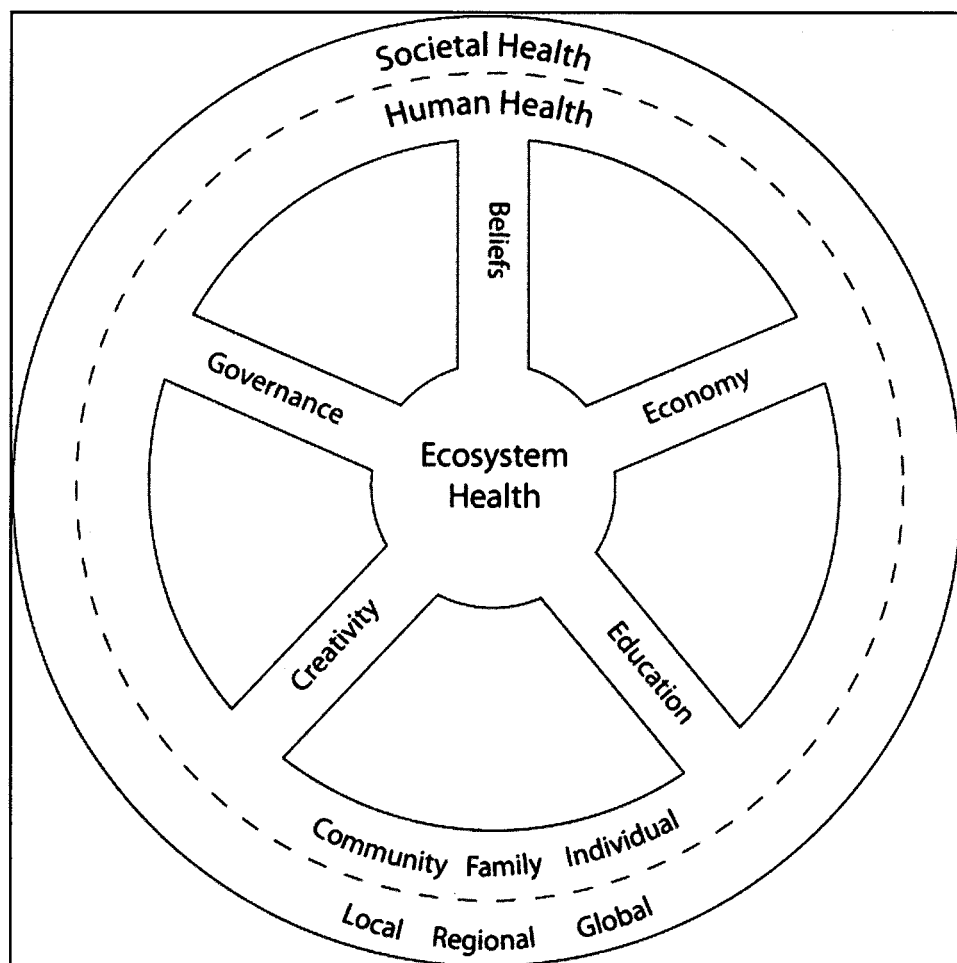 Societal Health
Human Health
Beliefs
Governance
Economy
Ecosystem
Health
Creativity
Education
Community Family Individual
Local Regional Global